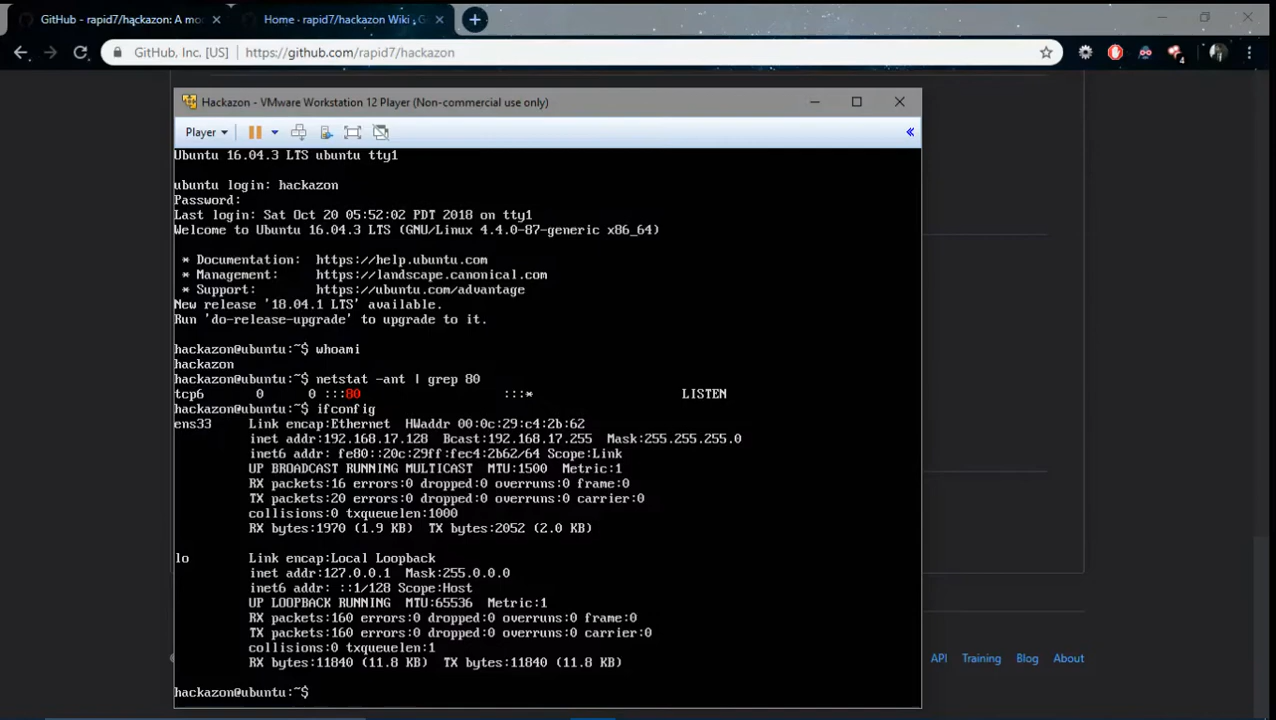 GitHub - rapid7/hackazon: A mo
Home · rapid7/hackazon Wiki · G
GitHub, Inc. [US]
https://github.com/rapid7/hackazon
4
Hackazon - VMware Workstation 12 Player (Non-commercial use only)
Player
Ubuntu 16.04.3 LTS ubuntu tty1
ubuntu login: hackazon
Password:
Last login: Sat Oct 20 05:52:02 PDT 2018 on tty1
Welcome to Ubuntu 16.04.3 LTS (GNU/Linux 4.4.0-87-generic x86_64)
* Documentation:  https://help.ubuntu.com
* Management:     https://landscape.canonical.com
* Support:        https://ubuntu.com/advantage
New release '18.04.1 LTS' available.
Run 'do-release-upgrade' to upgrade to it.
hackazon@ubuntu:~$ whoami
hackazon
hackazon@ubuntu:~$ netstat -ant | grep 80
tcp6       0      0 :::80                   :::*                    LISTEN
hackazon@ubuntu:~$ ifconfig
ens33     Link encap:Ethernet  HWaddr 00:0c:29:c4:2b:62
inet addr:192.168.17.128  Bcast:192.168.17.255  Mask:255.255.255.0
inet6 addr: fe80::20c:29ff:fec4:2b62/64 Scope:Link
UP BROADCAST RUNNING MULTICAST  MTU:1500  Metric:1
RX packets:16 errors:0 dropped:0 overruns:0 frame:0
TX packets:20 errors:0 dropped:0 overruns:0 carrier:0
collisions:0 txqueuelen:1000
RX bytes:1970 (1.9 KB)  TX bytes:2052 (2.0 KB)
lo        Link encap:Local Loopback
inet addr:127.0.0.1  Mask:255.0.0.0
inet6 addr: ::1/128 Scope:Host
UP LOOPBACK RUNNING  MTU:65536  Metric:1
RX packets:160 errors:0 dropped:0 overruns:0 frame:0
TX packets:160 errors:0 dropped:0 overruns:0 carrier:0
collisions:0 txqueuelen:1
RX bytes:11840 (11.8 KB)  TX bytes:11840 (11.8 KB)
API Training Blog About
hackazon@ubuntu:~$